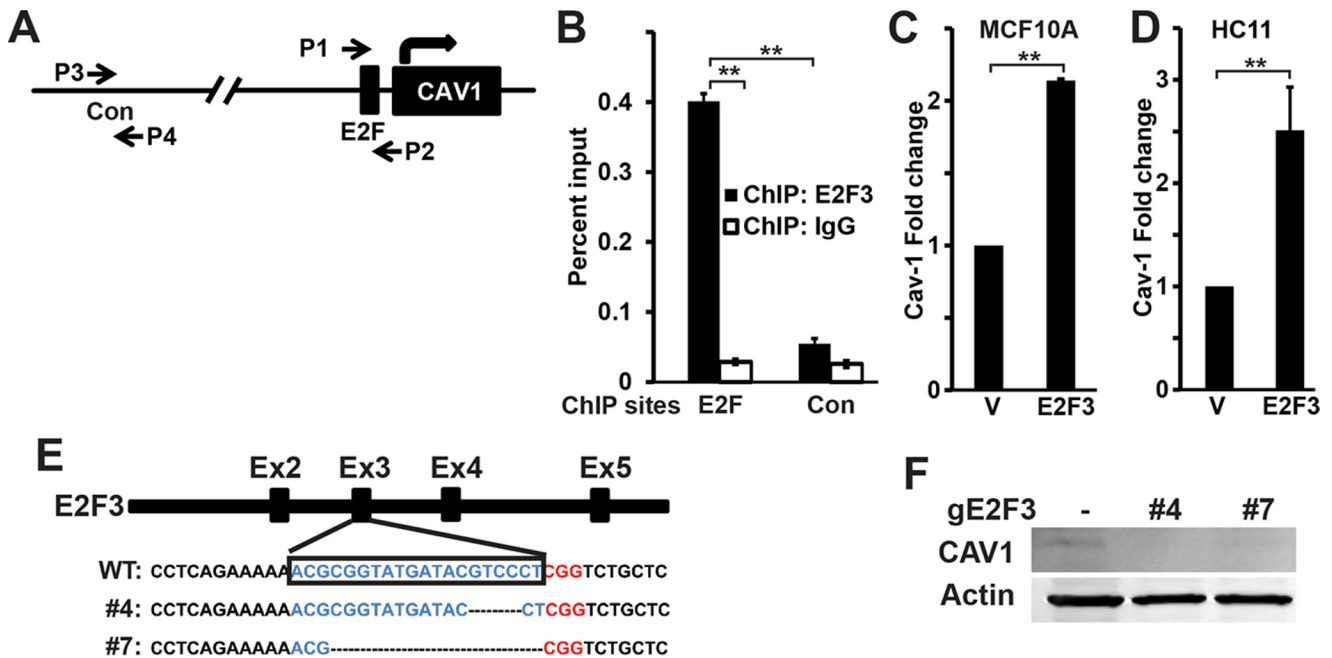 A
P1
P3
Con
P4
E2F
P2
CAV1
B
Percent input
0.4
0.3
0.2
0.1
0
**
**
ChIP: E2F3
ChIP: IgG
ChIP sites E2F Con
C
MCF10A
Cav-1 Fold change
2
1
0
**
V E2F3
D
HC11
Cav-1 Fold change
3
2
1
0
**
V E2F3
E
Ex2 Ex3 Ex4 Ex5
E2F3
WT: CCTCAGAAAAAACGCGGTATGATACGTCCCTCGGTCTGCTC
#4: CCTCAGAAAAAACGCGGTATGATAC--------CTCGGTCTGCTC
#7: CCTCAGAAAAAACG--------------------------------CGGTCTGCTC
F
gE2F3 - #4 #7
CAV1
Actin